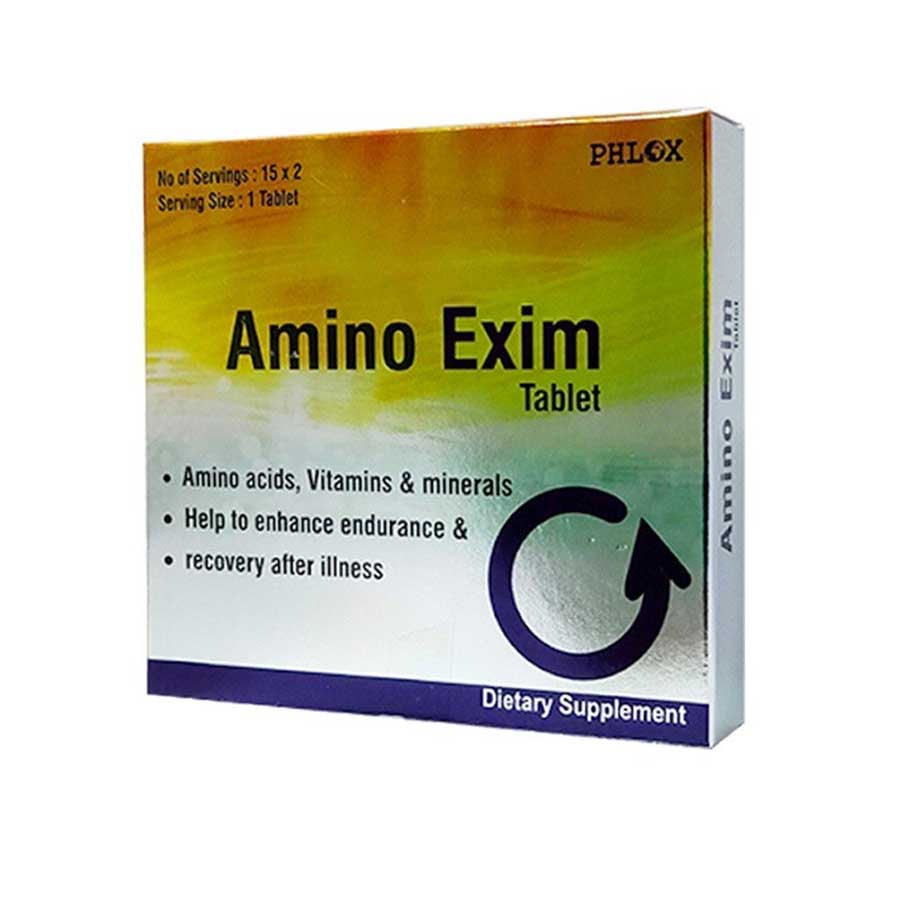 No of Servings : 15 x 2
Serving Size : 1 Tablet
PHLOX
Amino Exim
Tablet
• Amino acids, Vitamins & minerals
• Help to enhance endurance &
• recovery after illness
Dietary Supplement
Amino Exim
Tablet